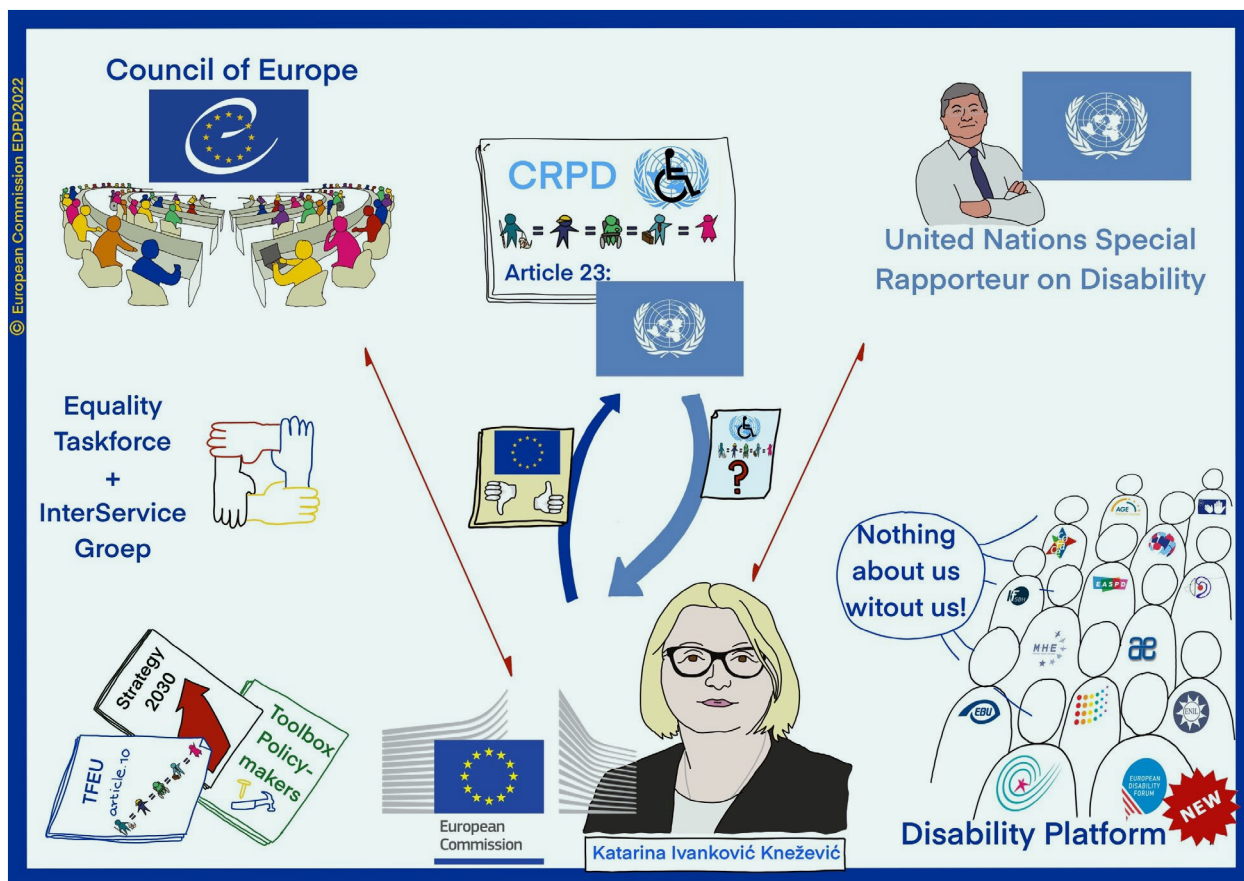 © European Commission EDPD2022
Council of Europe
CRPD
Article 23:
United Nations Special
Rapporteur on Disability
Equality
Taskforce
+
InterService
Groep
?
Nothing
about us
witout us!
AGE
EASPD
IF
MHE
æ
EBU
ENIL
EUROPEAN
DISABILITY
FORUM
NEW
Disability Platform
Strategy
2030
Toolbox
Policy-
makers
TFEU
article 10
European
Commission
Katarina Ivanković Knežević